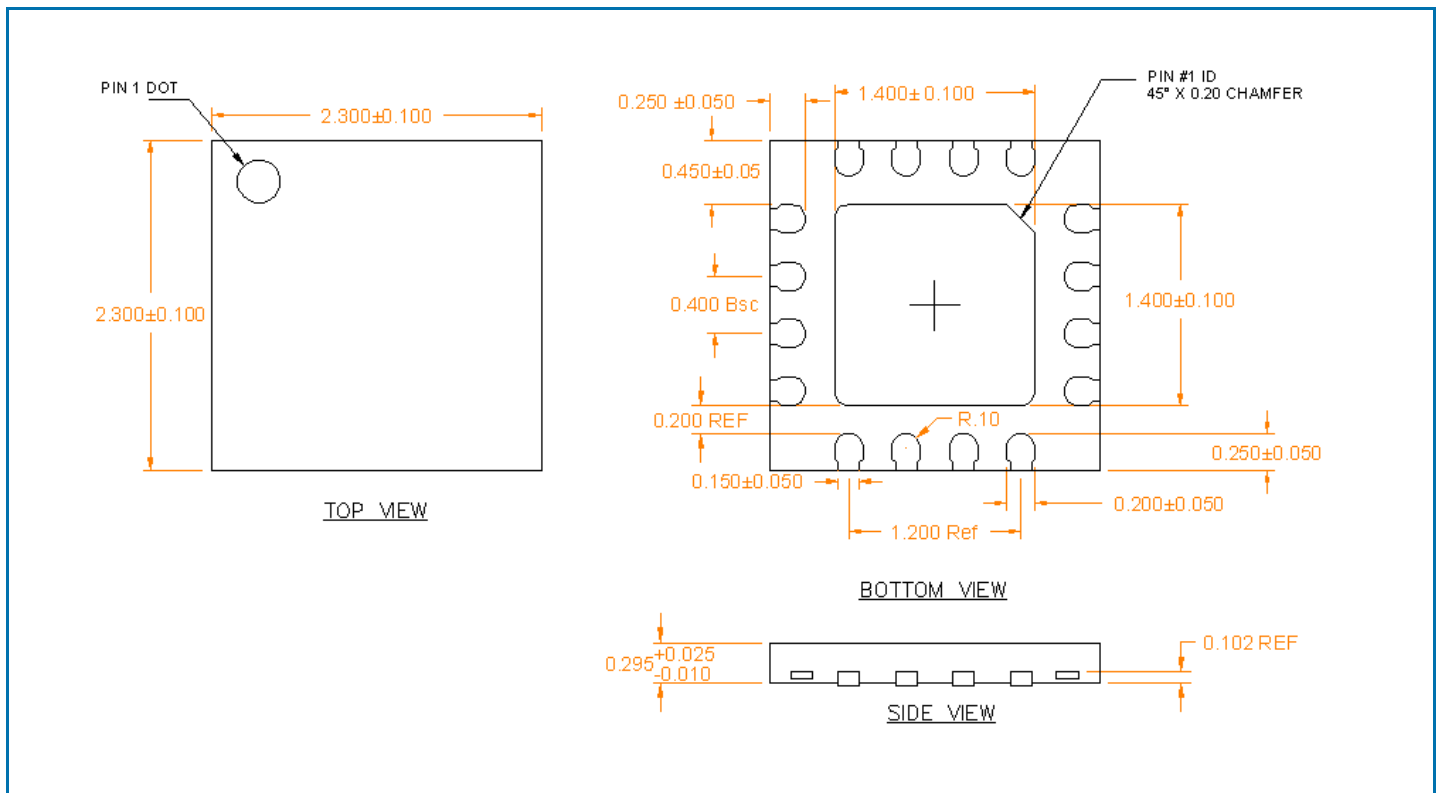 PIN 1 DOT
2.300±0.100
2.300±0.100
TOP VIEW
0.250 ±0.050
1.400±0.100
PIN #1 ID
45° X 0.20 CHAMFER
0.450±0.05
0.400 Bsc
1.400±0.100
0.200 REF
R.10
0.250±0.050
0.150±0.050
0.200±0.050
1.200 Ref
BOTTOM VIEW
0.295+0.025
-0.010
0.102 REF
SIDE VIEW